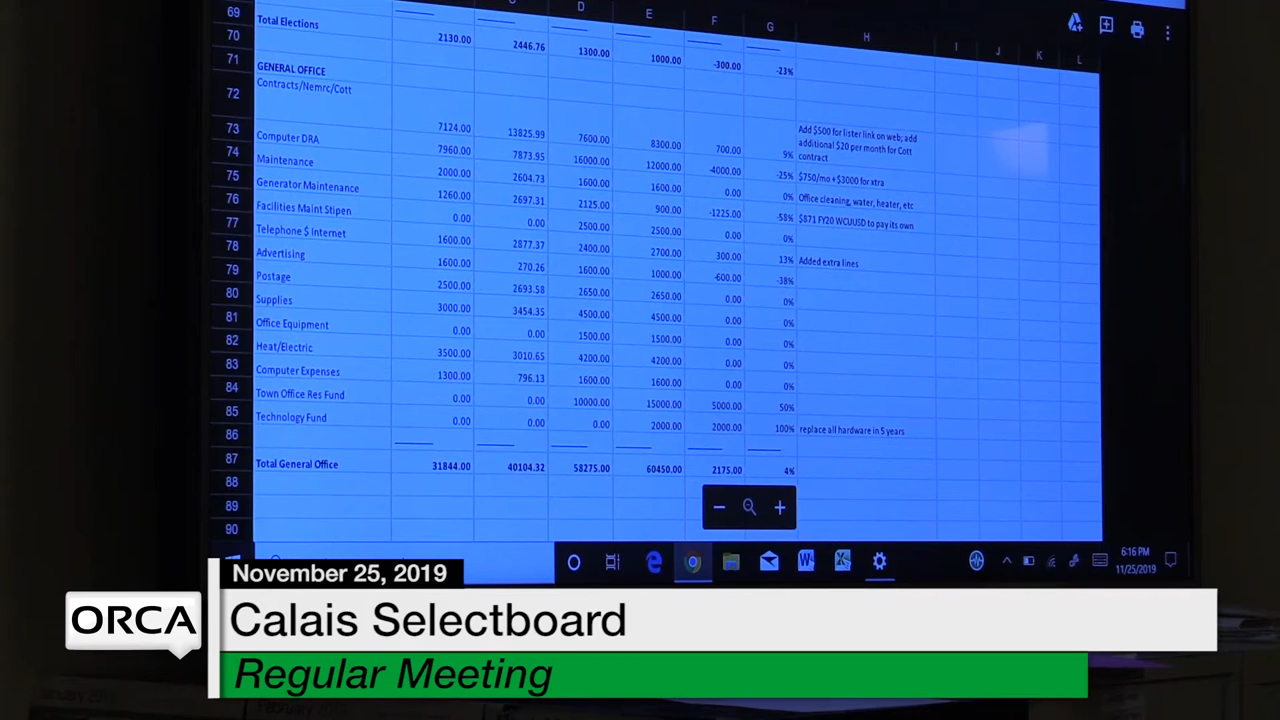 D E F G H I J K L
69
70 Total Elections 2130.00 2446.76 1300.00 1000.00 -300.00 -23%
71
72 GENERAL OFFICE
73 Contracts/Nemrc/Cott 7124.00 13825.99 7600.00 8300.00 700.00 9% Add $500 for lister link on web; add additional $20 per month for Cott contract
74 Computer DRA 7960.00 7873.95 16000.00 12000.00 -4000.00 -25% $750/mo + $3000 for xtra
75 Maintenance 2000.00 2604.73 1600.00 1600.00 0.00 0% Office cleaning, water, heater, etc
76 Generator Maintenance 1260.00 2697.31 2125.00 900.00 -1225.00 -58% $871 FY20 WCUUSD to pay its own
77 Facilities Maint Stipen 0.00 0.00 2500.00 2500.00 0.00 0%
78 Telephone $ Internet 1600.00 2877.37 2400.00 2700.00 300.00 13% Added extra lines
79 Advertising 1600.00 270.26 1600.00 1000.00 -600.00 -38%
80 Postage 2500.00 2693.58 2650.00 2650.00 0.00 0%
81 Supplies 3000.00 3454.35 4500.00 4500.00 0.00 0%
82 Office Equipment 0.00 0.00 1500.00 1500.00 0.00 0%
83 Heat/Electric 3500.00 3010.65 4200.00 4200.00 0.00 0%
84 Computer Expenses 1300.00 796.13 1600.00 1600.00 0.00 0%
85 Town Office Res Fund 0.00 0.00 10000.00 15000.00 5000.00 50%
86 Technology Fund 0.00 0.00 0.00 2000.00 2000.00 100% replace all hardware in 5 years
87
88 Total General Office 31844.00 40104.32 58275.00 60450.00 2175.00 4%
89
90
6:16 PM
11/25/2019
November 25, 2019
ORCA
Calais Selectboard
Regular Meeting